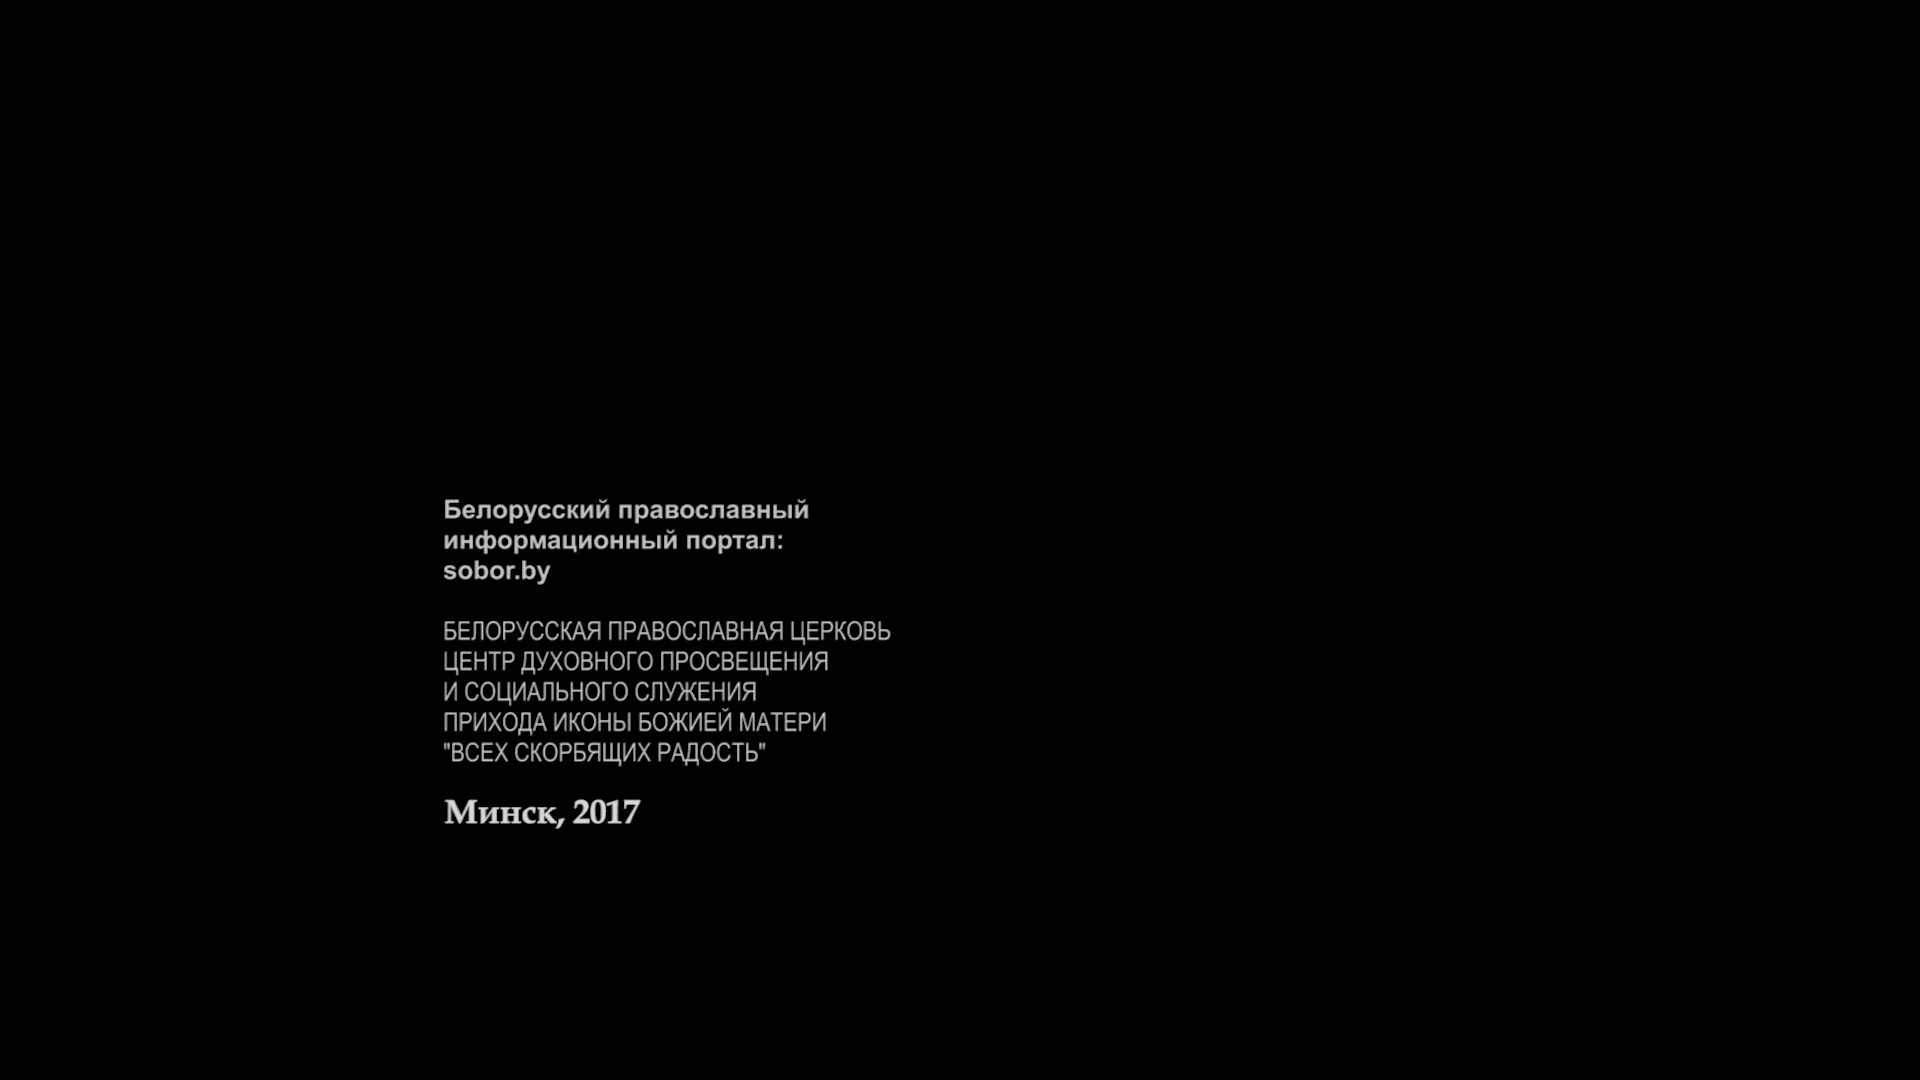 Белорусский православный
информационный портал:
sobor.by
БЕЛОРУССКАЯ ПРАВОСЛАВНАЯ ЦЕРКОВЬ
ЦЕНТР ДУХОВНОГО ПРОСВЕЩЕНИЯ
И СОЦИАЛЬНОГО СЛУЖЕНИЯ
ПРИХОДА ИКОНЫ БОЖИЕЙ МАТЕРИ
"ВСЕХ СКОРБЯЩИХ РАДОСТЬ"
Минск, 2017